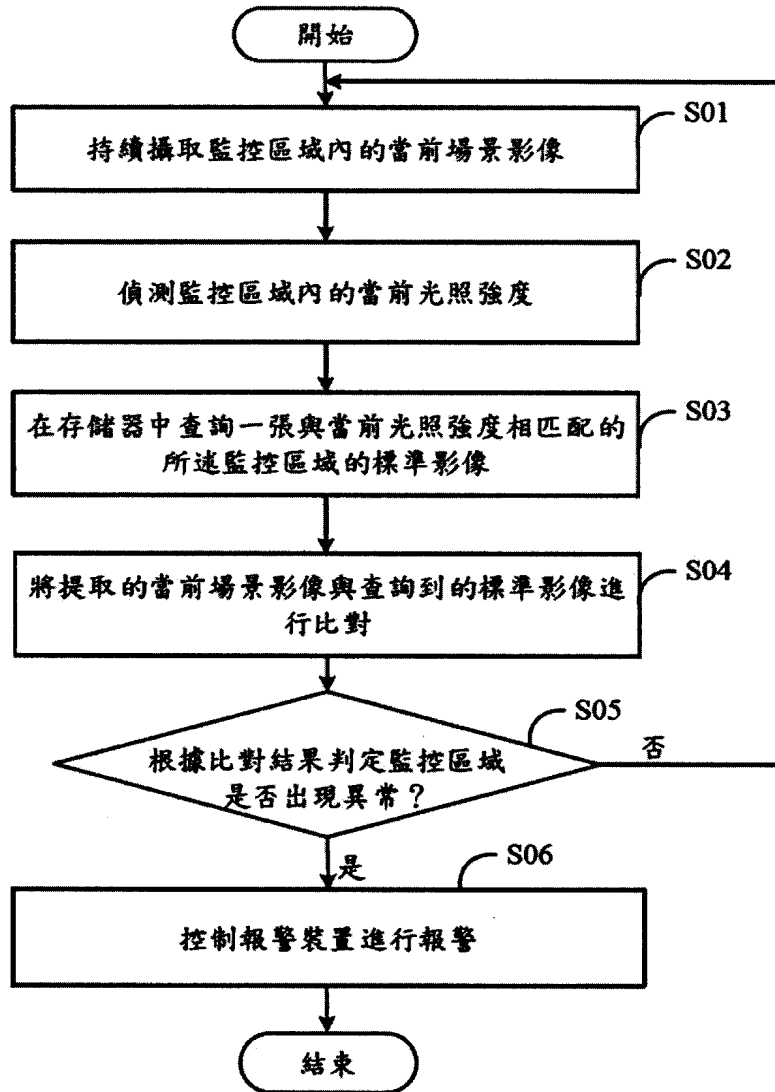 開始
S01
持續攝取監控區域內的當前場景影像
S02
偵測監控區域內的當前光照強度
S03
在存儲器中查詢一張與當前光照強度相匹配的
所述監控區域的標準影像
S04
將提取的當前場景影像與查詢到的標準影像進
行比對
S05
根據比對結果判定監控區域
是否出現異常？
否
是
S06
控制報警裝置進行報警
結束